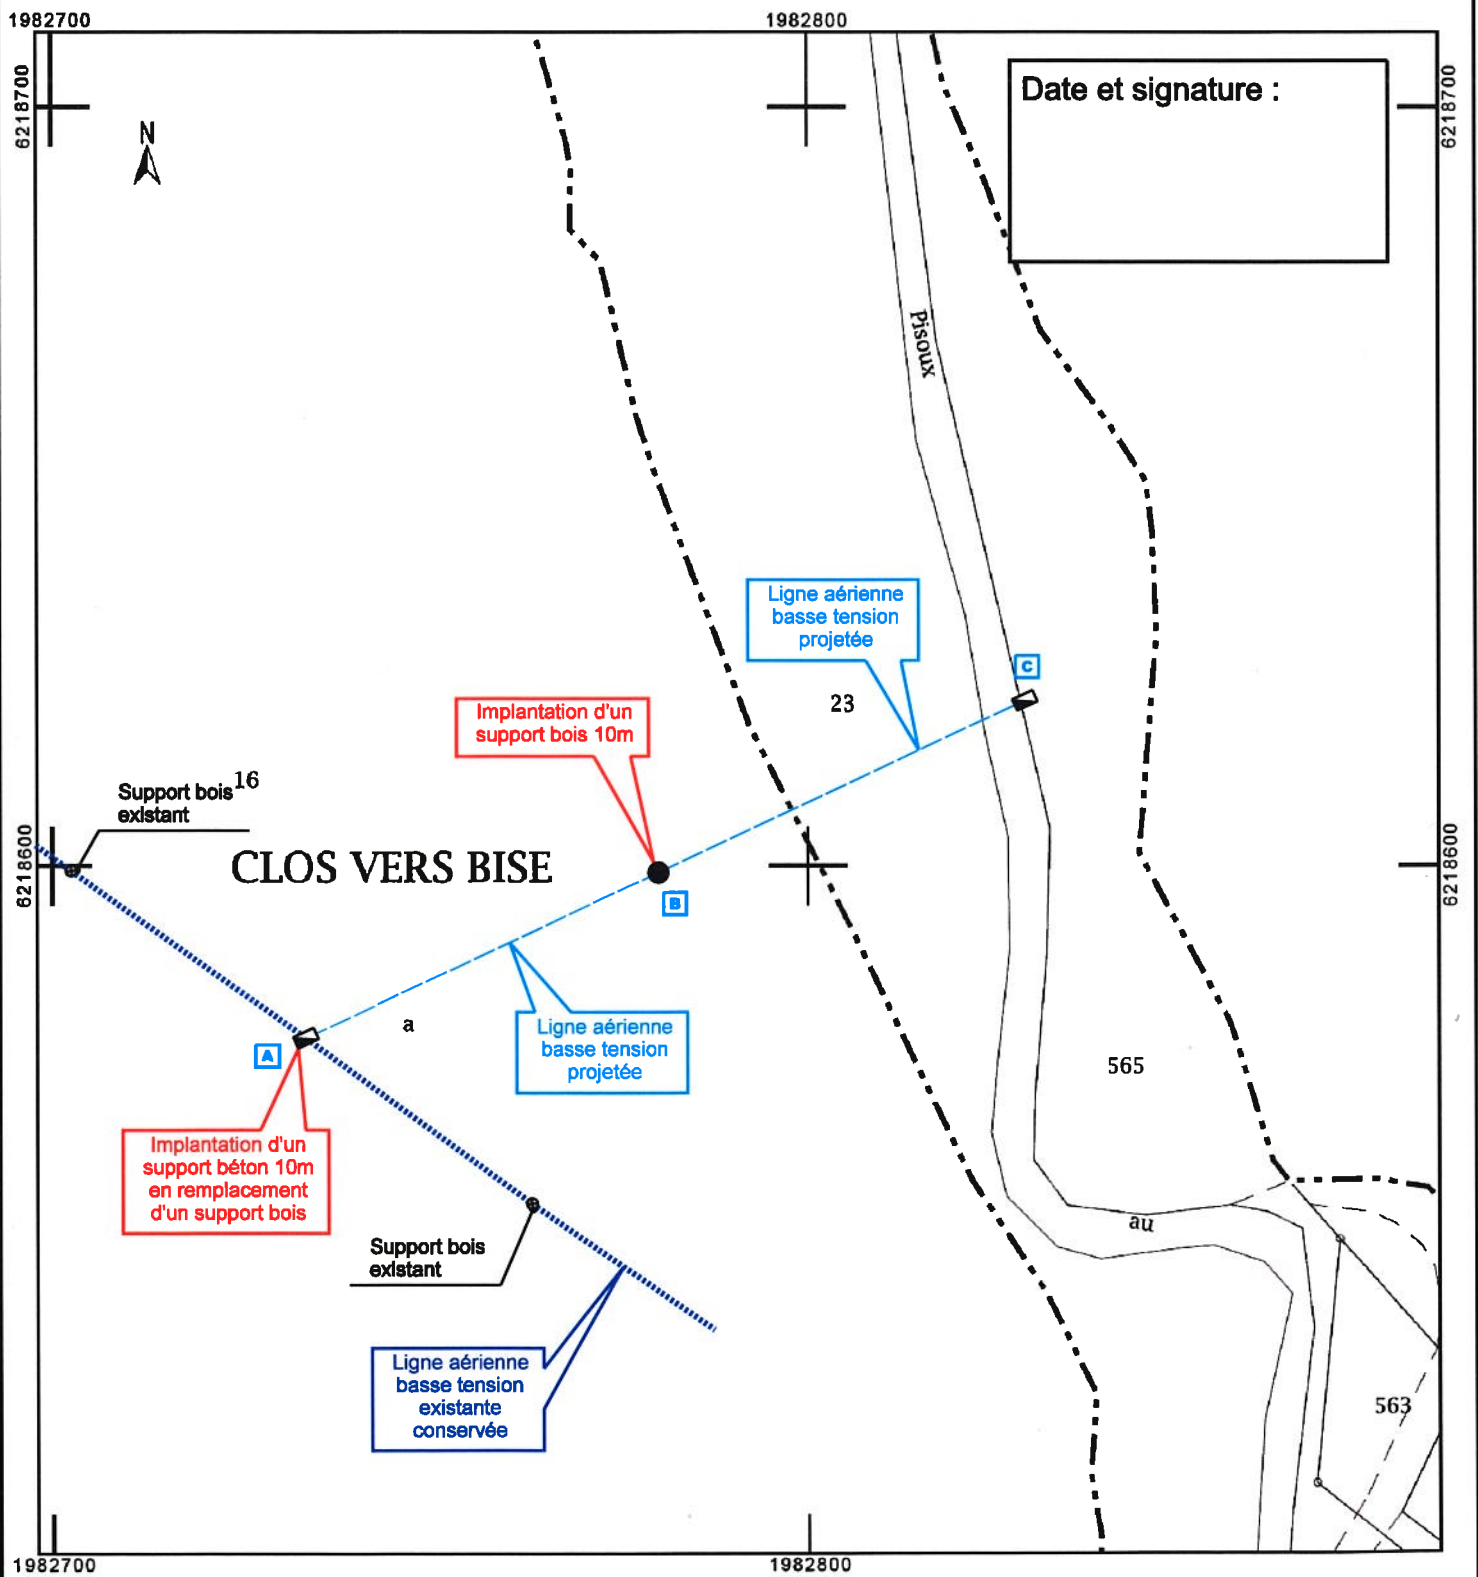 1982700
1982800
6218700
6218700
N
Date et signature :
Pisoux
Ligne aérienne
basse tension
projetée
C
23
Implantation d'un
support bois 10m
16
Support bois
existant
6218600
6218600
CLOS VERS BISE
B
a
A
Ligne aérienne
basse tension
projetée
565
Implantation d'un
support béton 10m
en remplacement
d'un support bois
au
Support bois
existant
Ligne aérienne
basse tension
existante
conservée
563
1982700
1982800